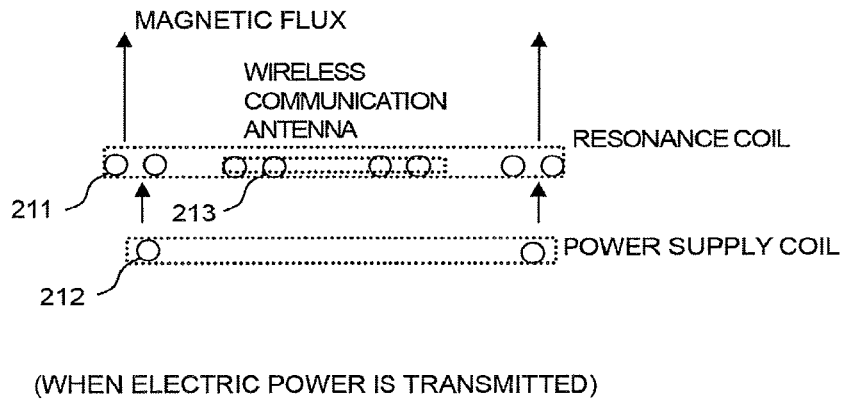 MAGNETIC FLUX
WIRELESS
COMMUNICATION
ANTENNA
RESONANCE COIL
211
213
POWER SUPPLY COIL
212
(WHEN ELECTRIC POWER IS TRANSMITTED)